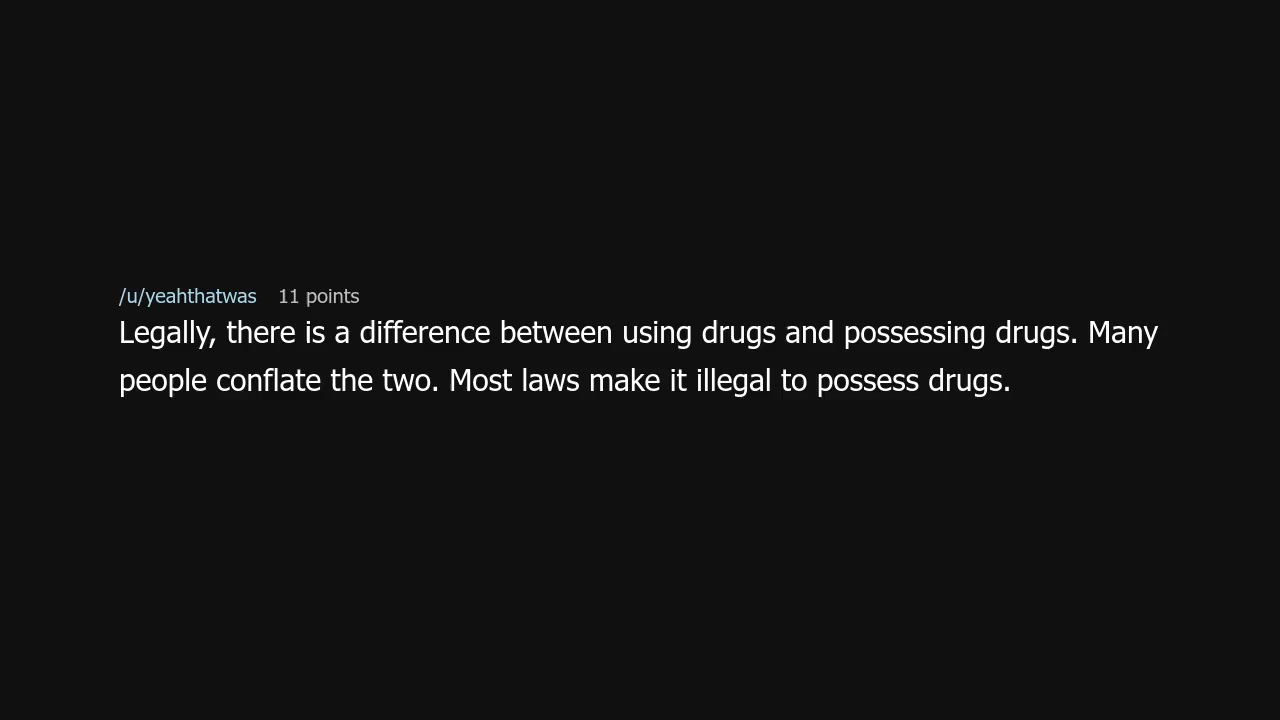 /u/yeahthatwas 11 points
Legally, there is a difference between using drugs and possessing drugs. Many
people conflate the two. Most laws make it illegal to possess drugs.